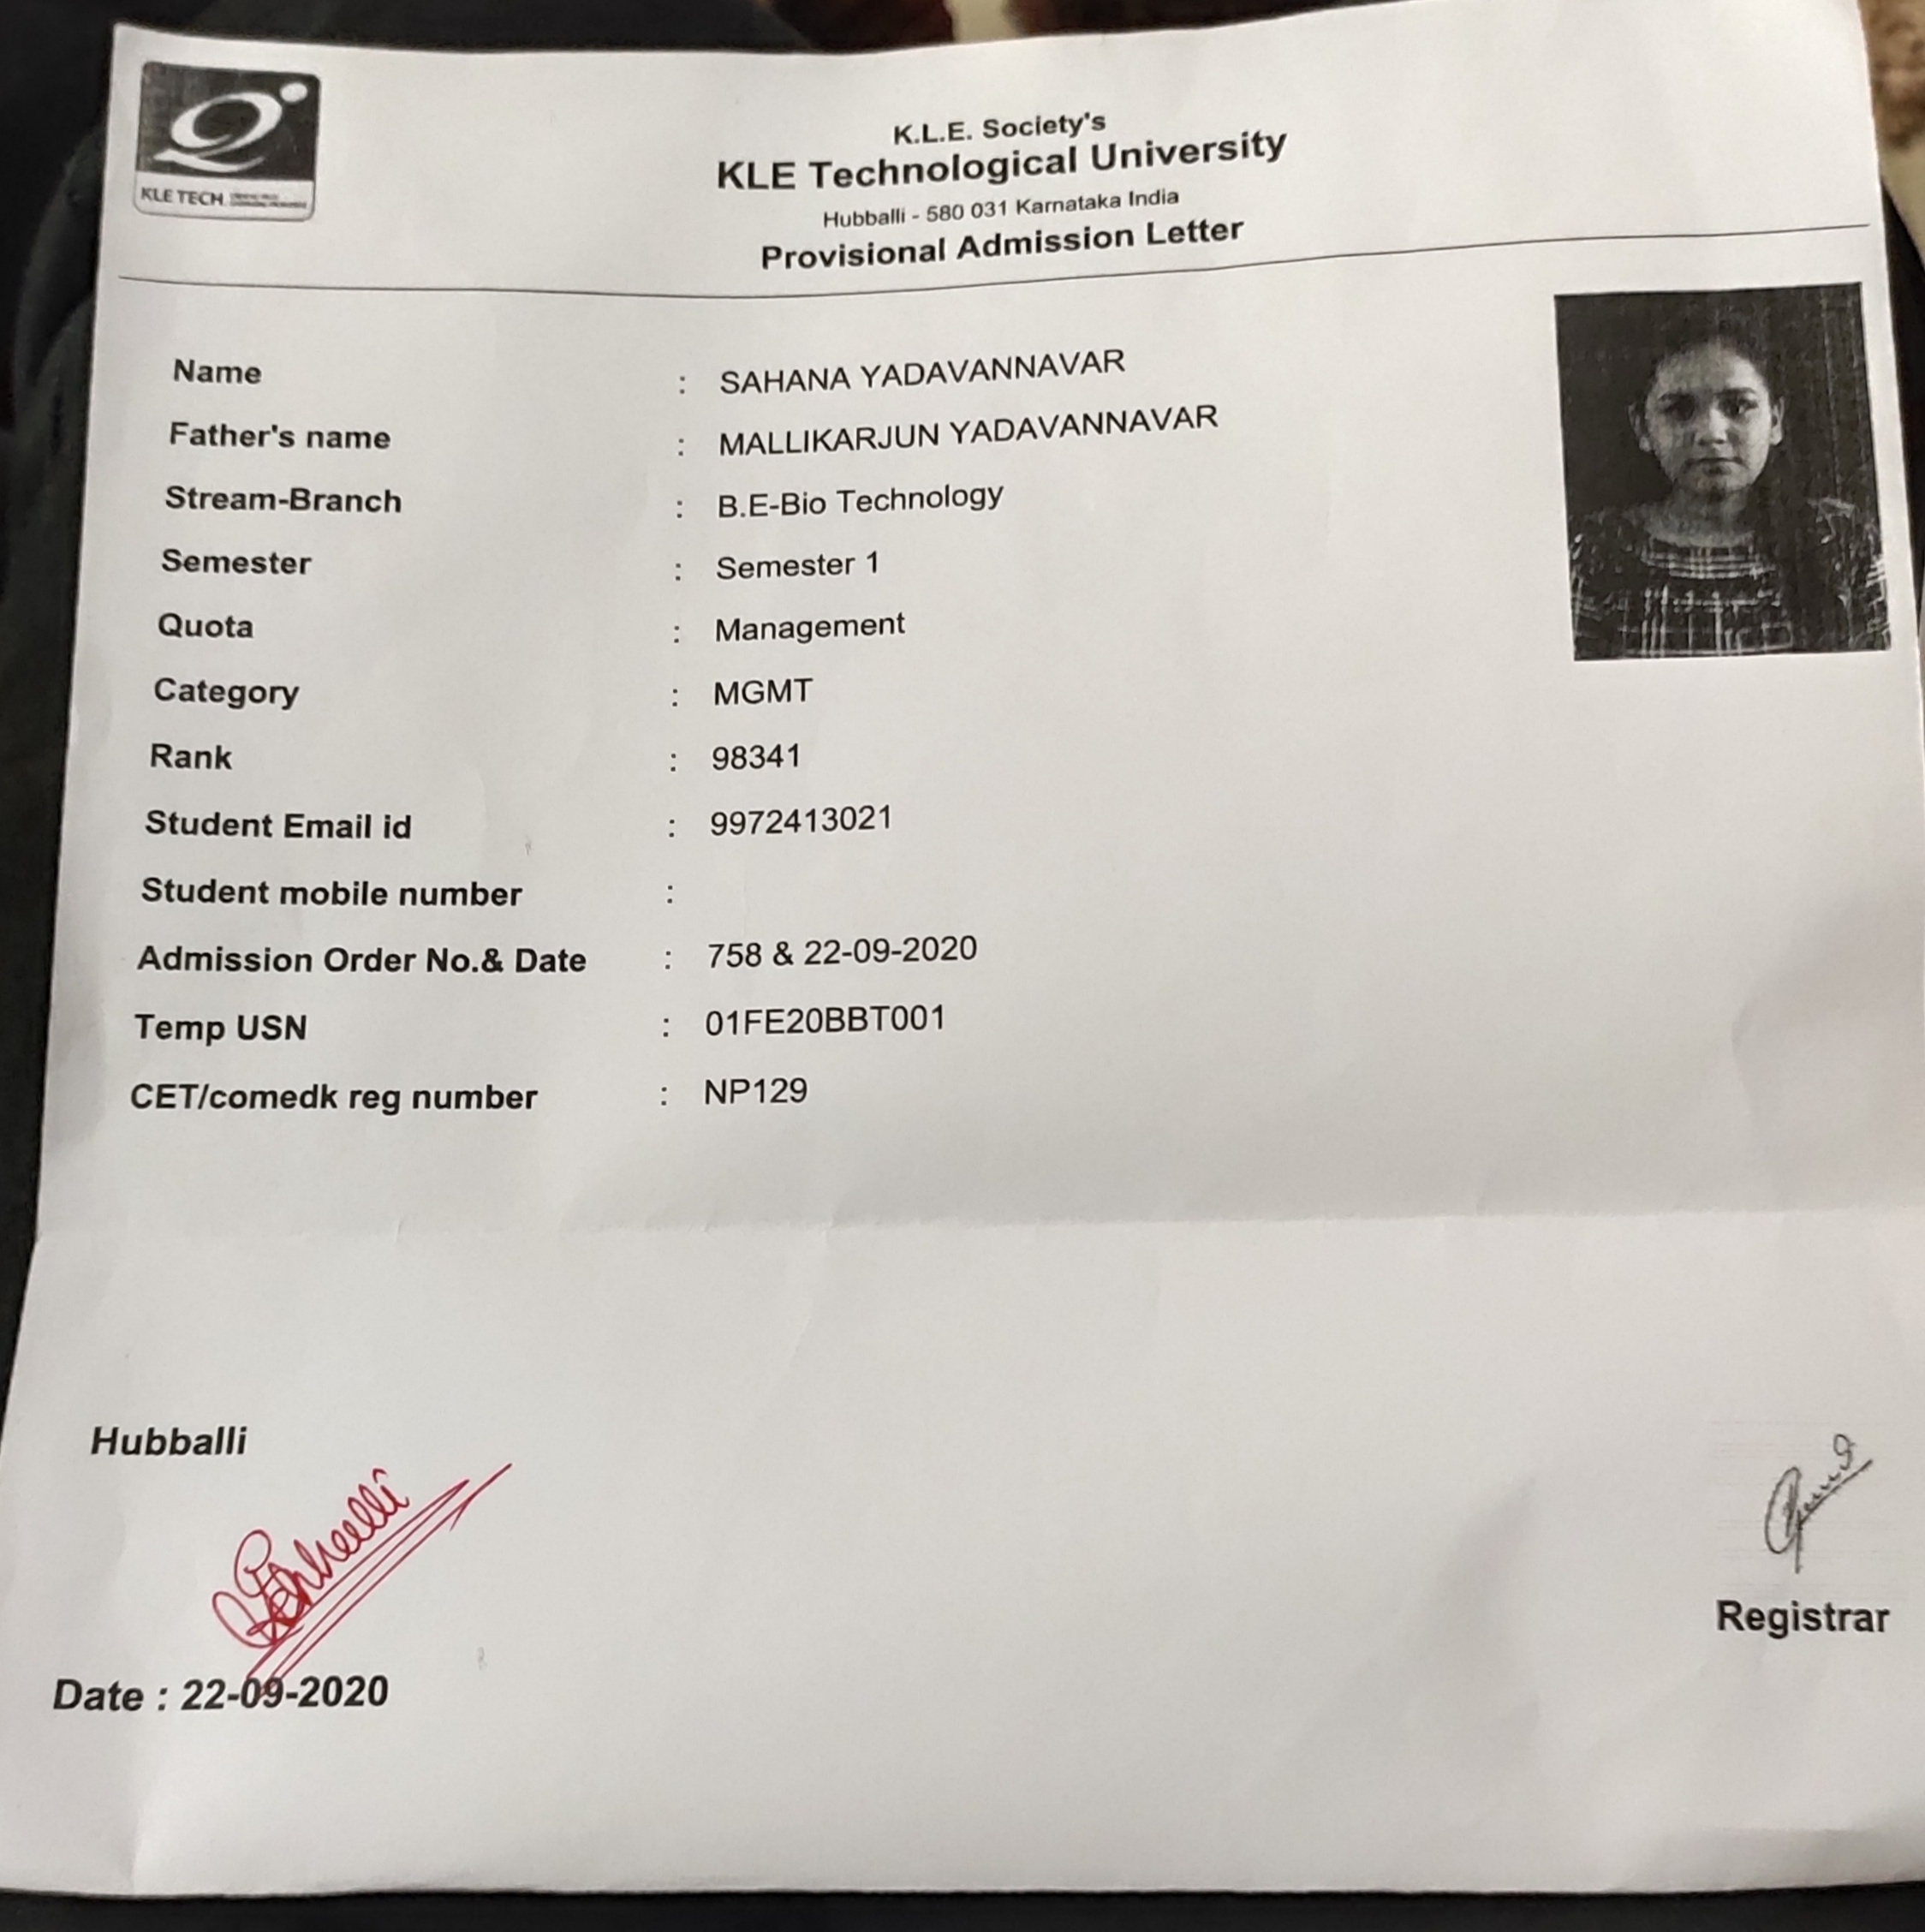 KLE TECH
K.L.E. Society's
KLE Technological University
Hubballi - 580 031 Karnataka India
Provisional Admission Letter
Name : SAHANA YADAVANNAVAR
Father's name : MALLIKARJUN YADAVANNAVAR
Stream-Branch : B.E-Bio Technology
Semester : Semester 1
Quota : Management
Category : MGMT
Rank : 98341
Student Email id : 9972413021
Student mobile number :
Admission Order No.& Date : 758 & 22-09-2020
Temp USN : 01FE20BBT001
CET/comedk reg number : NP129
Hubballi
Registrar
Date : 22-09-2020